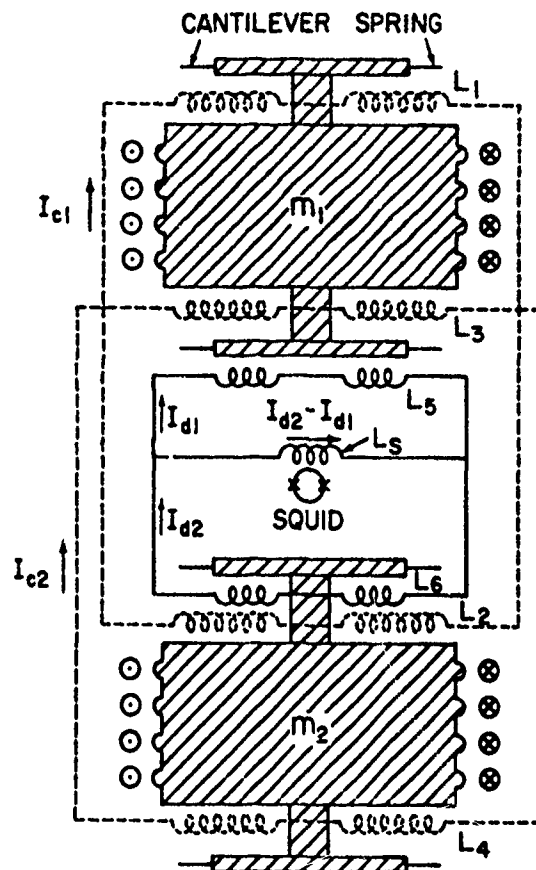 CANTILEVER SPRING
L1
Ic1
m1
L3
L5
Id1
Id2-Id1
LS
Id2
SQUID
Ic2
L6
L2
m2
L4